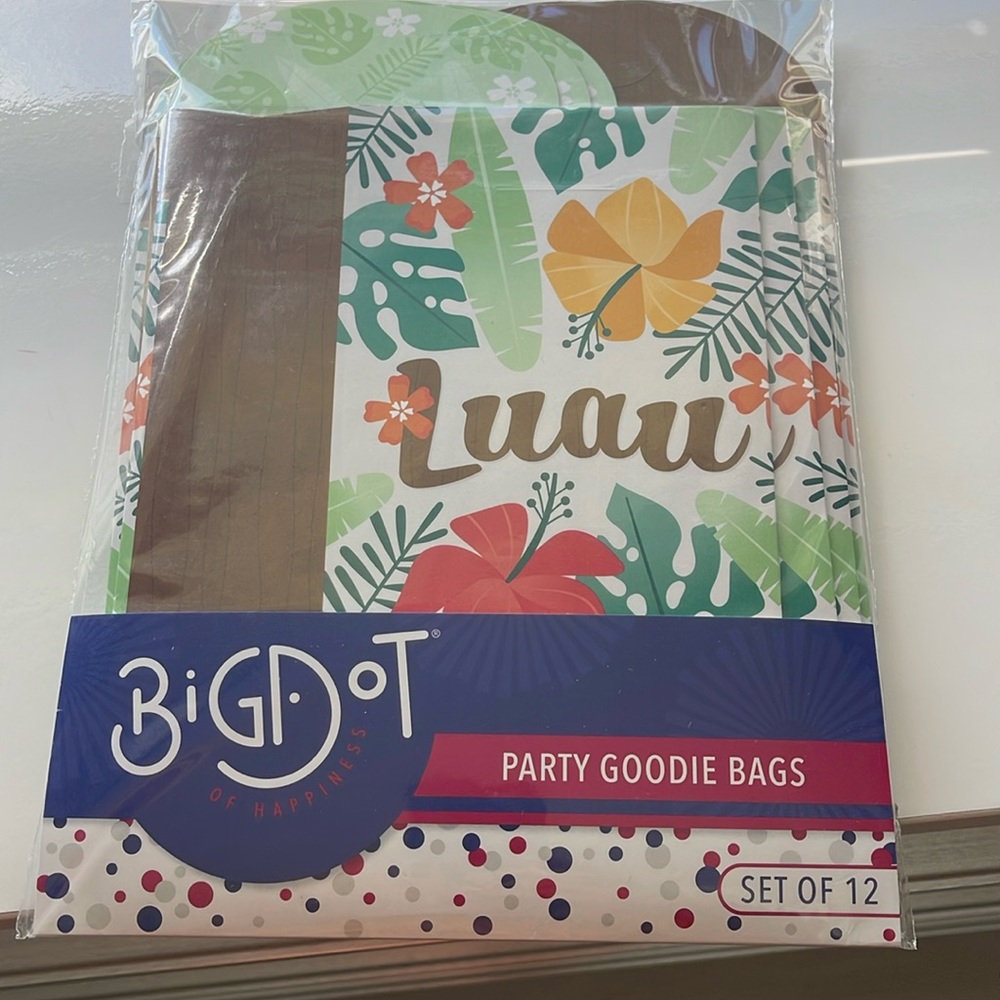 Luau
BiGDoT®
OF HAPPINESS
PARTY GOODIE BAGS
SET OF 12